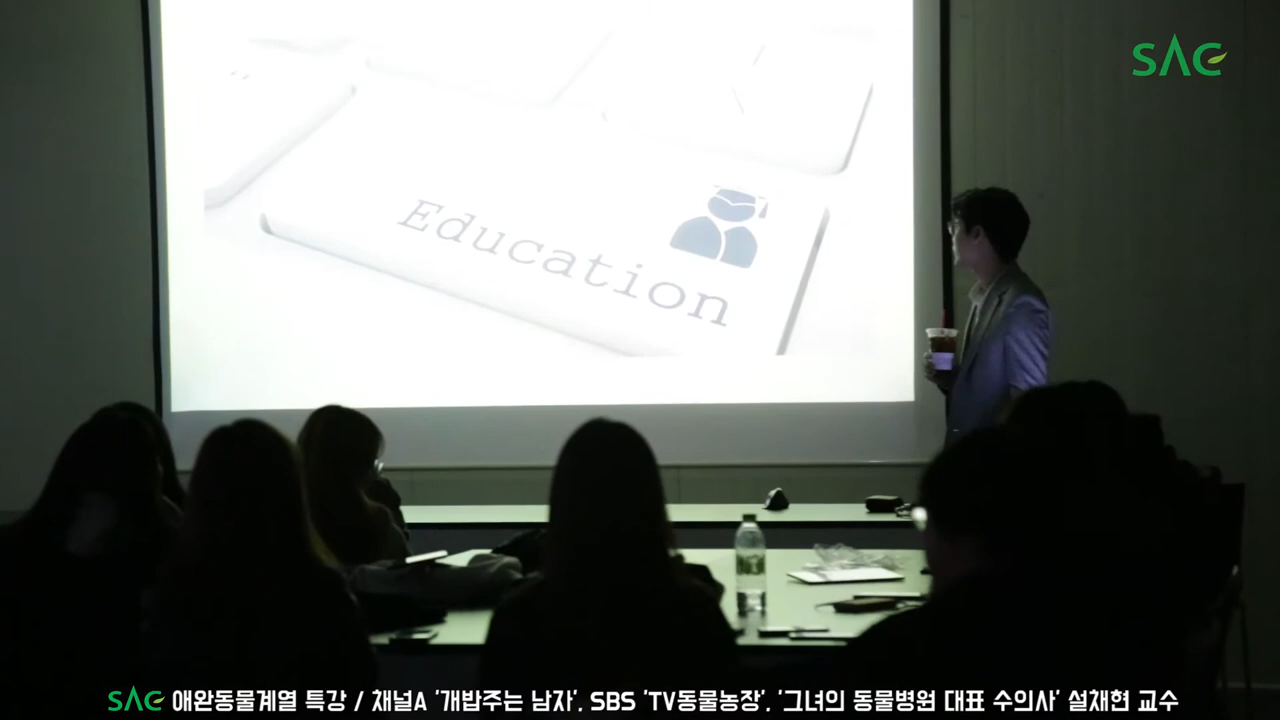 SAC
Education
SAC 애완동물계열 특강 / 채널A '개밥주는 남자', SBS 'TV동물농장', '그녀의 동물병원 대표 수의사' 설채현 교수